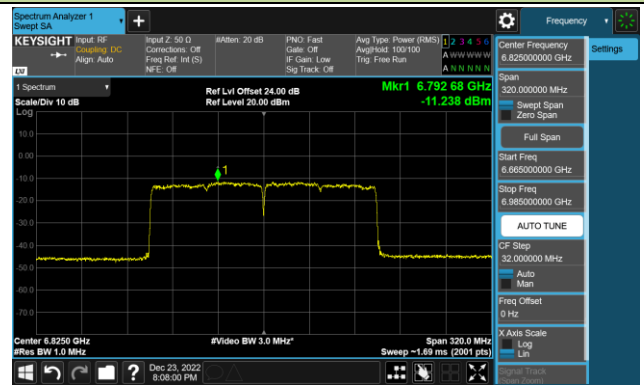 Spectrum Analyzer 1
Swept SA
Frequency
KEYSIGHT
Input: RF
Coupling: DC
Align: Auto
Input Z: 50 Ω
Corrections: Off
Freq Ref: Int (S)
NFE: Off
#Atten: 20 dB
PNO: Fast
Gate: Off
IF Gain: Low
Sig Track: Off
Avg Type: Power (RMS)
Avg|Hold: 100/100
Trig: Free Run
1 2 3 4 5 6
A W W W W W
A N N N N N
LXI
1 Spectrum
Scale/Div 10 dB
Ref Lvl Offset 24.00 dB
Ref Level 20.00 dBm
Mkr1 6.792 68 GHz
-11.238 dBm
Log
10.0
0.00
-10.0
-20.0
-30.0
-40.0
-50.0
-60.0
-70.0
1
Center 6.8250 GHz
#Res BW 1.0 MHz
#Video BW 3.0 MHz*
Span 320.0 MHz
Sweep ~1.69 ms (2001 pts)
Dec 23, 2022
8:08:00 PM
?
Center Frequency
6.825000000 GHz
Settings
Span
320.000000 MHz
Swept Span
Zero Span
Full Span
Start Freq
6.665000000 GHz
Stop Freq
6.985000000 GHz
AUTO TUNE
CF Step
32.000000 MHz
Auto
Man
Freq Offset
0 Hz
X Axis Scale
Log
Lin
Signal Track
(Span Zoom)